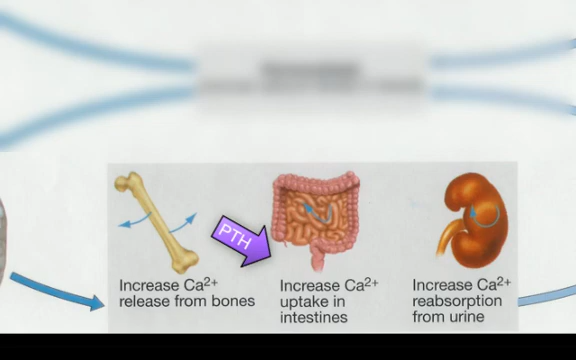 PTH
Increase Ca2+
release from bones
Increase Ca2+
uptake in
intestines
Increase Ca2+
reabsorption
from urine